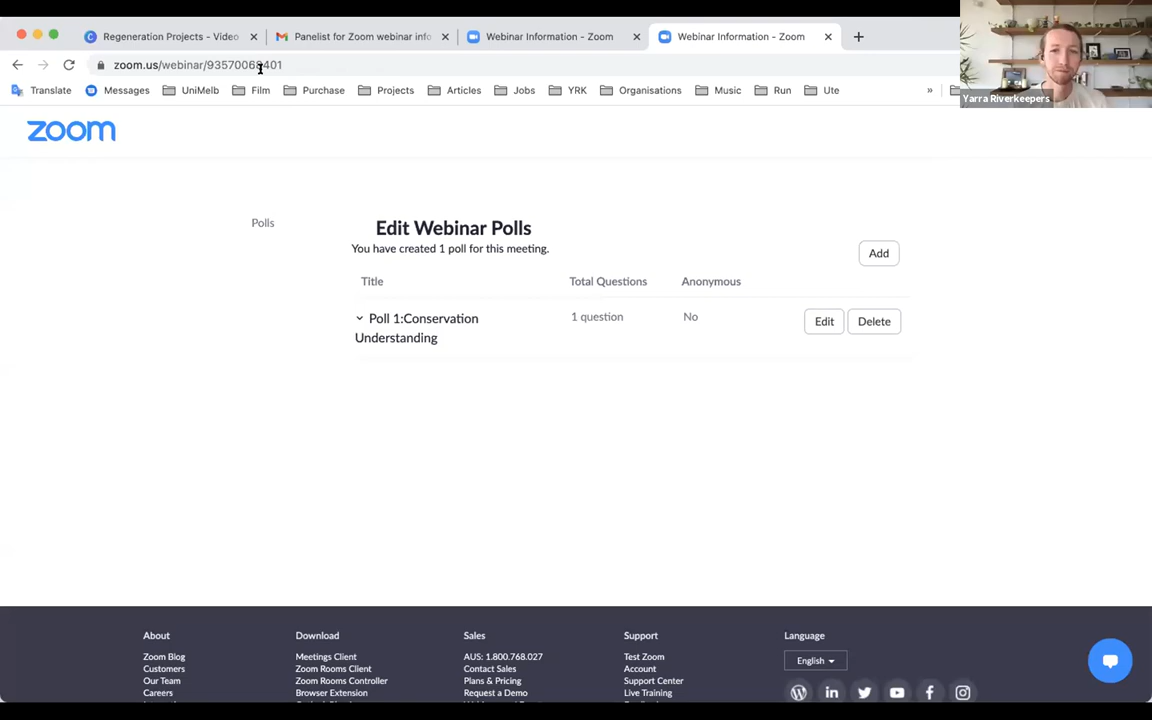 Regeneration Projects - Video
Panelist for Zoom webinar info
Webinar Information - Zoom
Webinar Information - Zoom
zoom.us/webinar/93570068401
Translate
Messages
UniMelb
Film
Purchase
Projects
Articles
Jobs
YRK
Organisations
Music
Run
Ute
Yarra Riverkeepers
zoom
Polls
Edit Webinar Polls
You have created 1 poll for this meeting.
Add
Title
Total Questions
Anonymous
Poll 1:Conservation
Understanding
1 question
No
Edit
Delete
About
Zoom Blog
Customers
Our Team
Careers
Download
Meetings Client
Zoom Rooms Client
Zoom Rooms Controller
Browser Extension
Sales
AUS: 1.800.768.027
Contact Sales
Plans & Pricing
Request a Demo
Support
Test Zoom
Account
Support Center
Live Training
Language
English